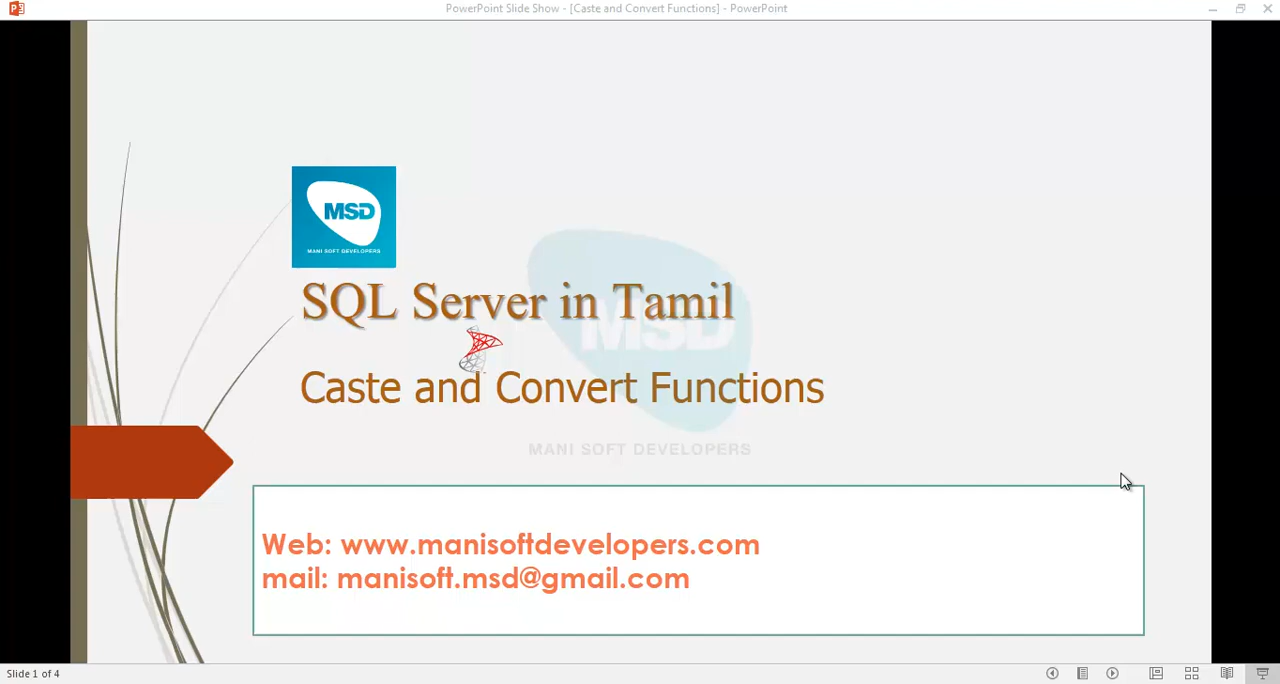 PowerPoint Slide Show - [Caste and Convert Functions] - PowerPoint
MSD
MANI SOFT DEVELOPERS
SQL Server in Tamil
MSD
Caste and Convert Functions
MANI SOFT DEVELOPERS
Web: www.manisoftdevelopers.com
mail: manisoft.msd@gmail.com
Slide 1 of 4